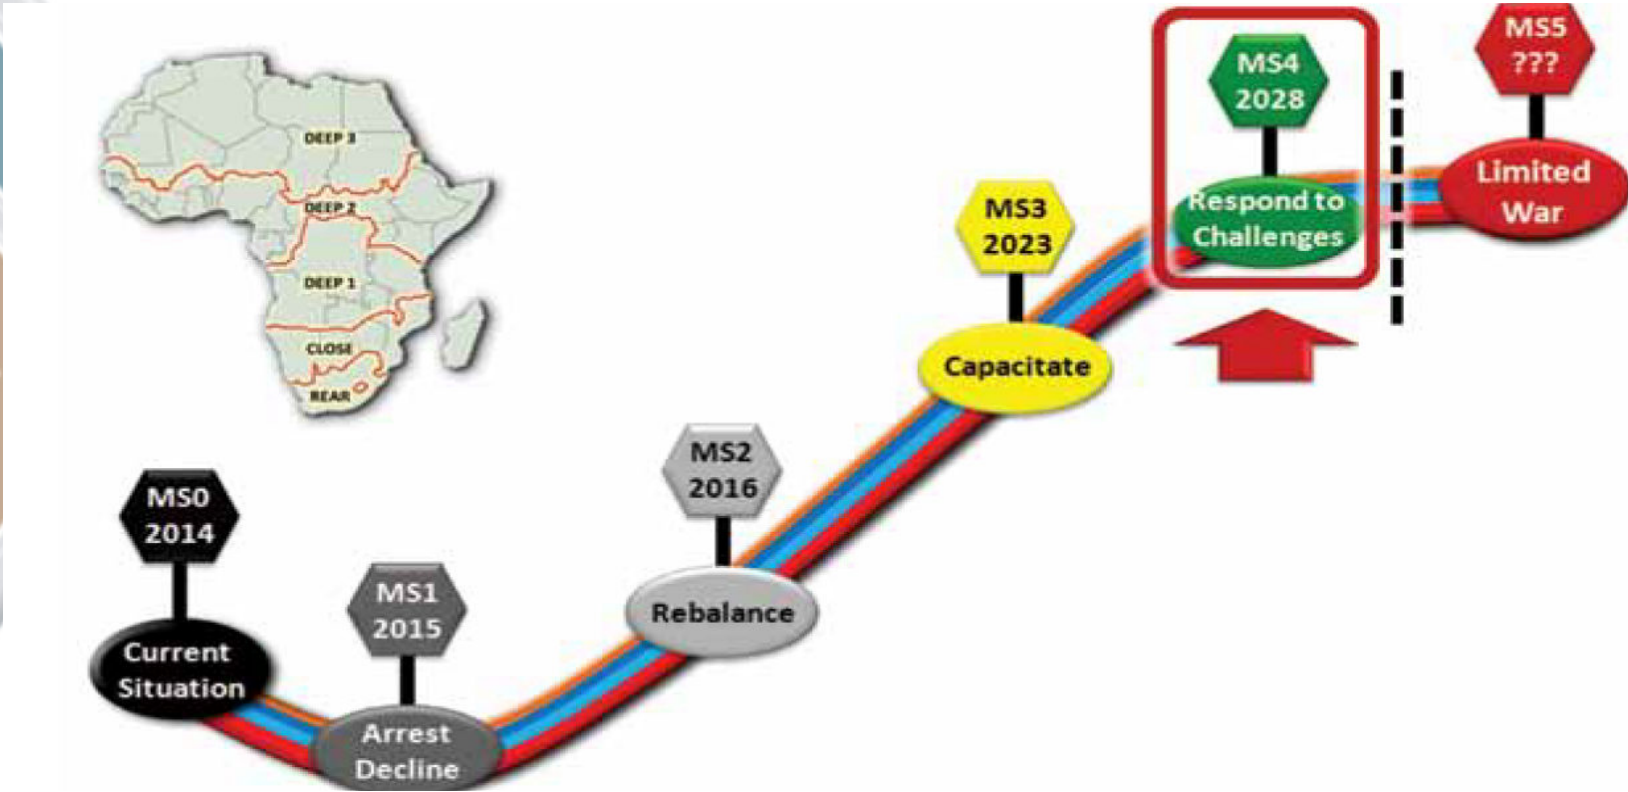 DEEP 3
DEEP 2
DEEP 1
CLOSE
REAR
MS0
2014
Current
Situation
MS1
2015
Arrest
Decline
MS2
2016
Rebalance
MS3
2023
Capacitate
MS4
2028
Respond to
Challenges
MS5
???
Limited
War